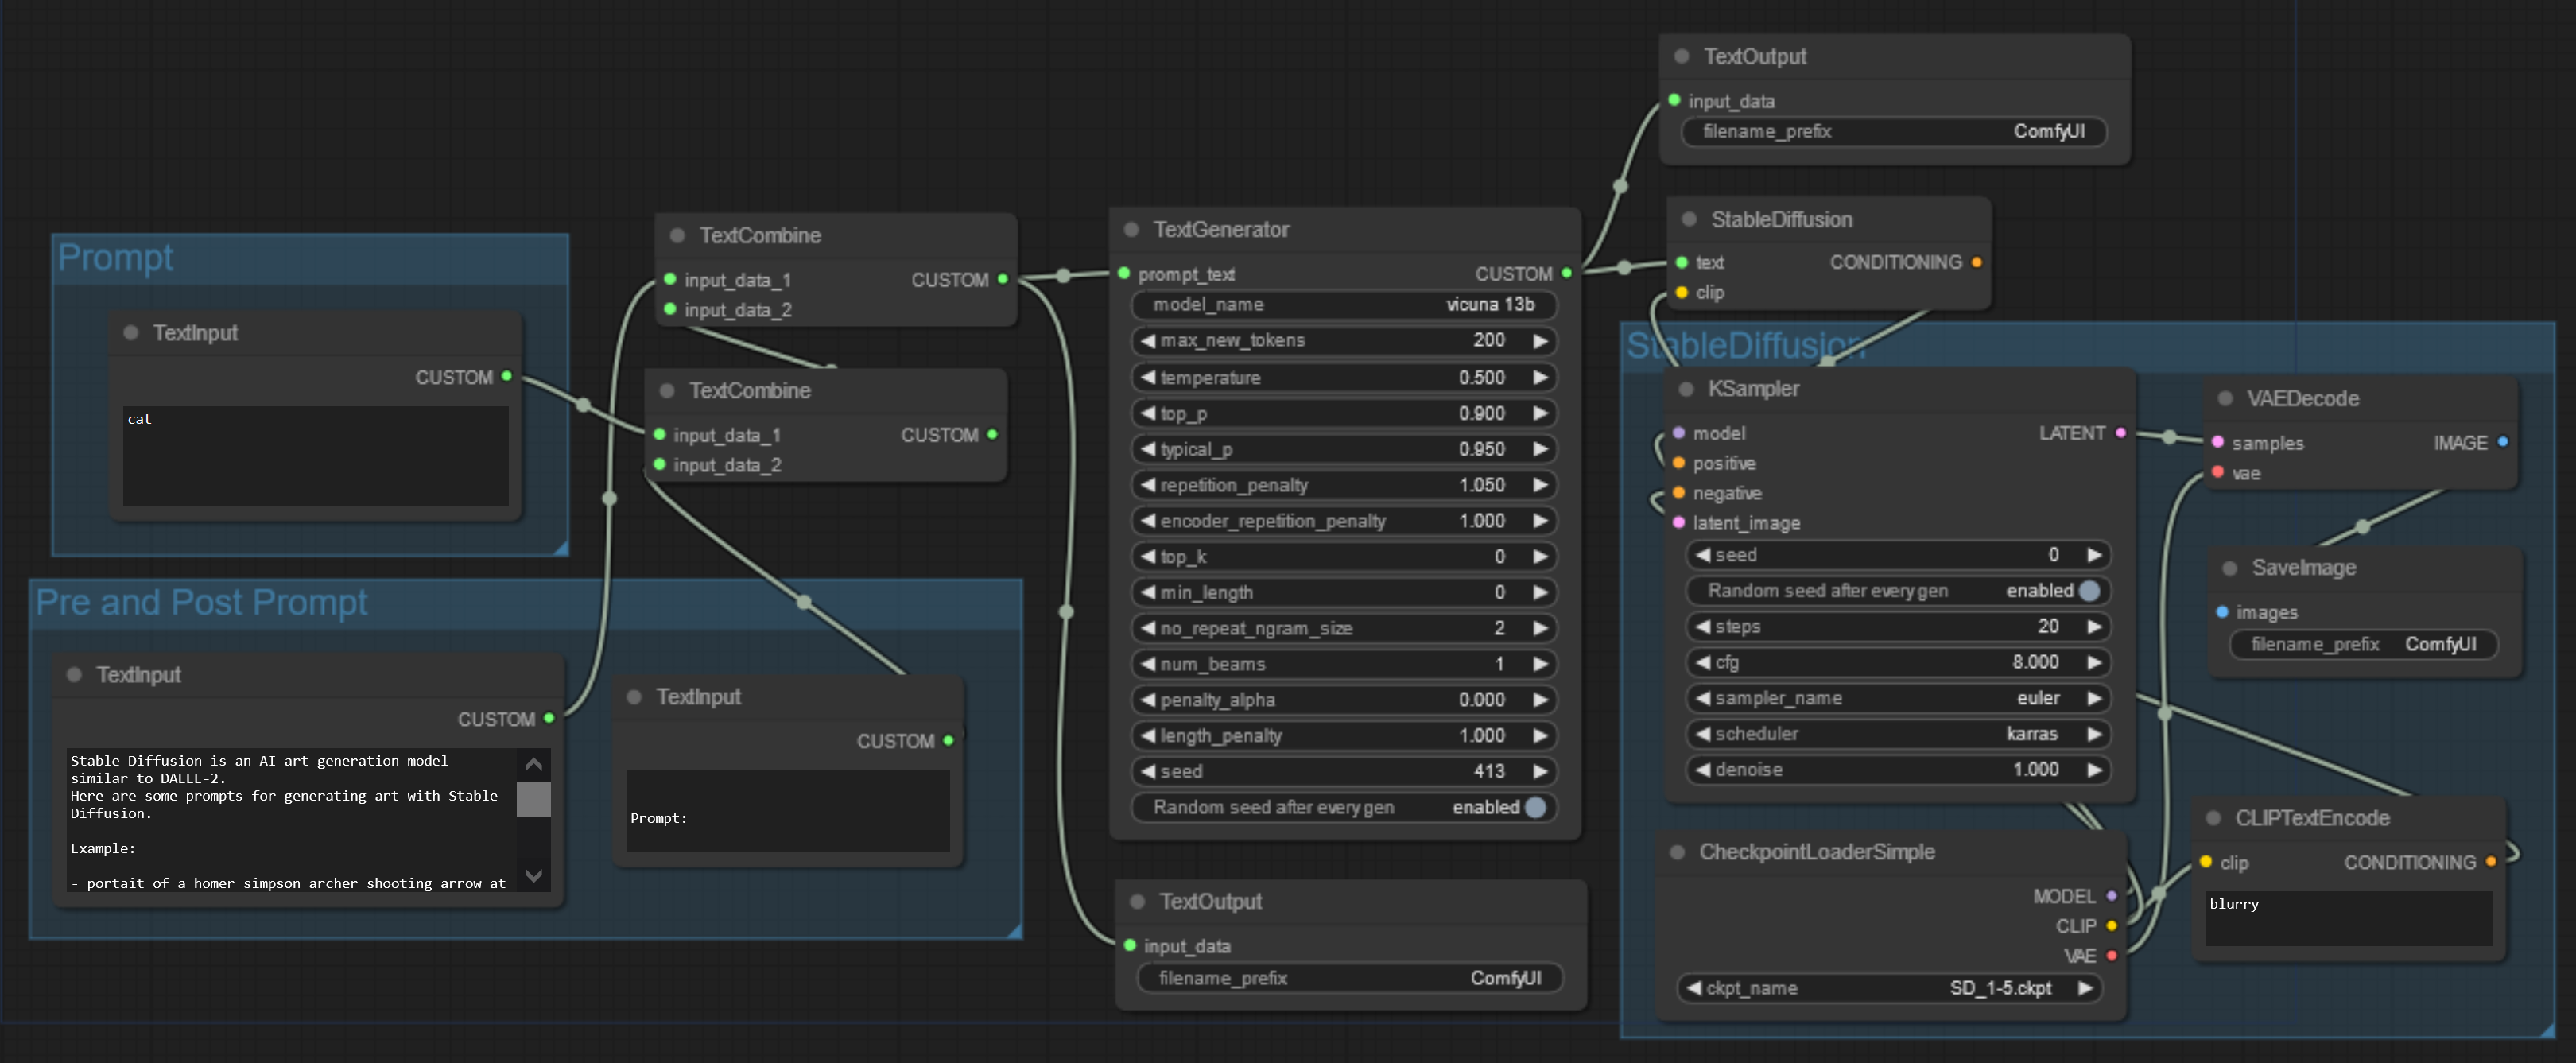 Prompt
TextInput
CUSTOM
cat
Pre and Post Prompt
TextInput
CUSTOM
Stable Diffusion is an AI art generation model
similar to DALLE-2.
Here are some prompts for generating art with Stable
Diffusion.
Example:
- portait of a homer simpson archer shooting arrow at
TextInput
CUSTOM
Prompt:
TextCombine
input_data_1 CUSTOM
input_data_2
TextCombine
input_data_1 CUSTOM
input_data_2
TextGenerator
prompt_text CUSTOM
model_name vicuna 13b
max_new_tokens 200
temperature 0.500
top_p 0.900
typical_p 0.950
repetition_penalty 1.050
encoder_repetition_penalty 1.000
top_k 0
min_length 0
no_repeat_ngram_size 2
num_beams 1
penalty_alpha 0.000
length_penalty 1.000
seed 413
Random seed after every gen enabled
TextOutput
input_data
filename_prefix ComfyUI
TextOutput
input_data
filename_prefix ComfyUI
StableDiffusion
text CONDITIONING
clip
StableDiffusion
KSampler
model LATENT
positive
negative
latent_image
seed 0
Random seed after every gen enabled
steps 20
cfg 8.000
sampler_name euler
scheduler karras
denoise 1.000
CheckpointLoaderSimple
MODEL
CLIP
VAE
ckpt_name SD_1-5.ckpt
VAEDecode
samples IMAGE
vae
SaveImage
images
filename_prefix ComfyUI
CLIPTextEncode
clip CONDITIONING
blurry